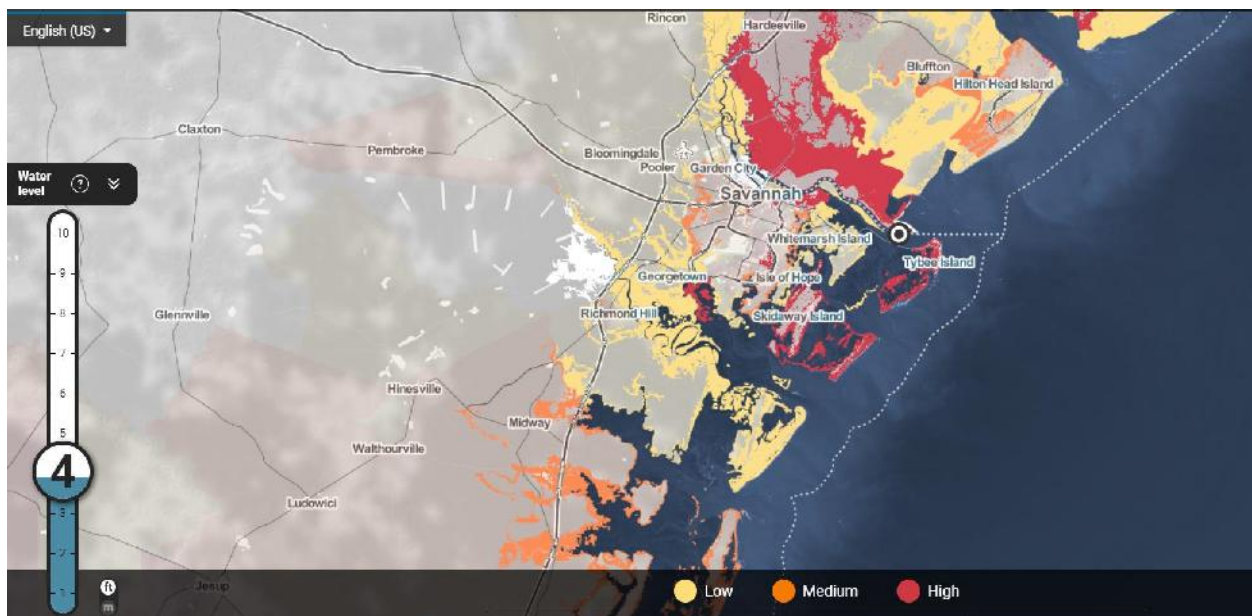 English (US)
Rincon
Hardeeville
Bluffton
Hilton Head Island
Claxton
Pembroke
Bloomingdale
Pooler
Garden City
Savannah
Water
level
?
10
9
8
7
6
5
4
3
2
1
Whitemarsh Island
Tybee Island
Georgetown
Isle of Hope
Glennville
Richmond Hill
Skidaway Island
Hinesville
Midway
Walthourville
Ludowici
Jesup
ft
m
Low
Medium
High